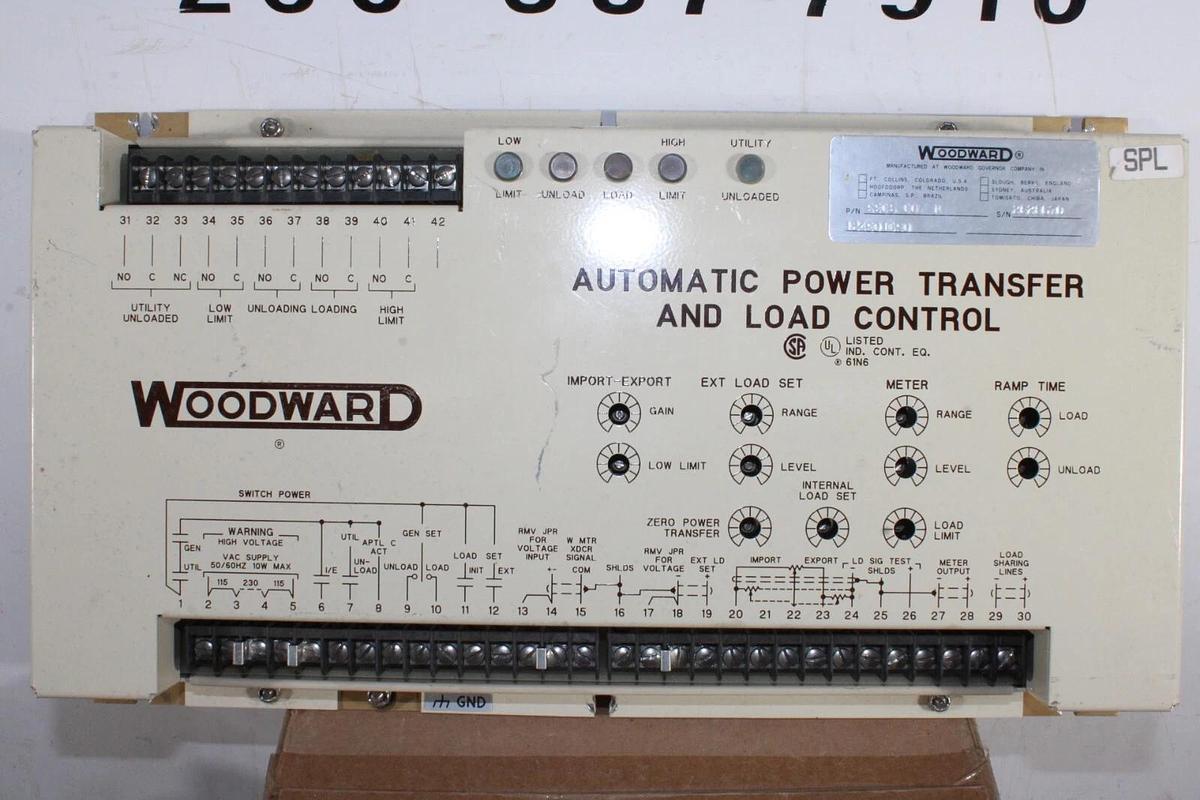 LOW HIGH UTILITY
LIMIT UNLOAD LOAD LIMIT UNLOADED
WOODWARD ®
MANUFACTURED AT WOODWARD GOVERNOR COMPANY IN
FT. COLLINS, COLORADO, U.S.A. SLOUGH, BERKS, ENGLAND
HOOFDDORP, THE NETHERLANDS SYDNEY, AUSTRALIA
CAMPINAS, S.P., BRAZIL TOMISATO, CHIBA, JAPAN
P/N S/N
SPL
31 32 33 34 35 36 37 38 39 40 41 42
NO C NC NO C NO C NO C NO C
UTILITY UNLOADED
LOW LIMIT
UNLOADING LOADING
HIGH LIMIT
AUTOMATIC POWER TRANSFER
AND LOAD CONTROL
SA UL LISTED
IND. CONT. EQ.
® 61N6
WOODWARD
®
IMPORT-EXPORT EXT LOAD SET METER RAMP TIME
GAIN RANGE RANGE LOAD
LOW LIMIT LEVEL LEVEL UNLOAD
INTERNAL
LOAD SET
ZERO POWER
TRANSFER
LOAD
LIMIT
SWITCH POWER
GEN
UTIL
WARNING
HIGH VOLTAGE
VAC SUPPLY
50/60HZ 10W MAX
115 230 115
I/E
UTIL
UN-
LOAD
APTL C
ACT
GEN SET
UNLOAD LOAD
LOAD SET
INIT EXT
RMV JPR
FOR
VOLTAGE
INPUT
W MTR
XDCR
SIGNAL
+- COM
SHLDS
RMV JPR
FOR
VOLTAGE
EXT LD
SET
- +
IMPORT EXPORT
LD SIG TEST
- SHLDS +
METER
OUTPUT
- +
LOAD
SHARING
LINES
- +
1 2 3 4 5 6 7 8 9 10 11 12 13 14 15 16 17 18 19 20 21 22 23 24 25 26 27 28 29 30
GND